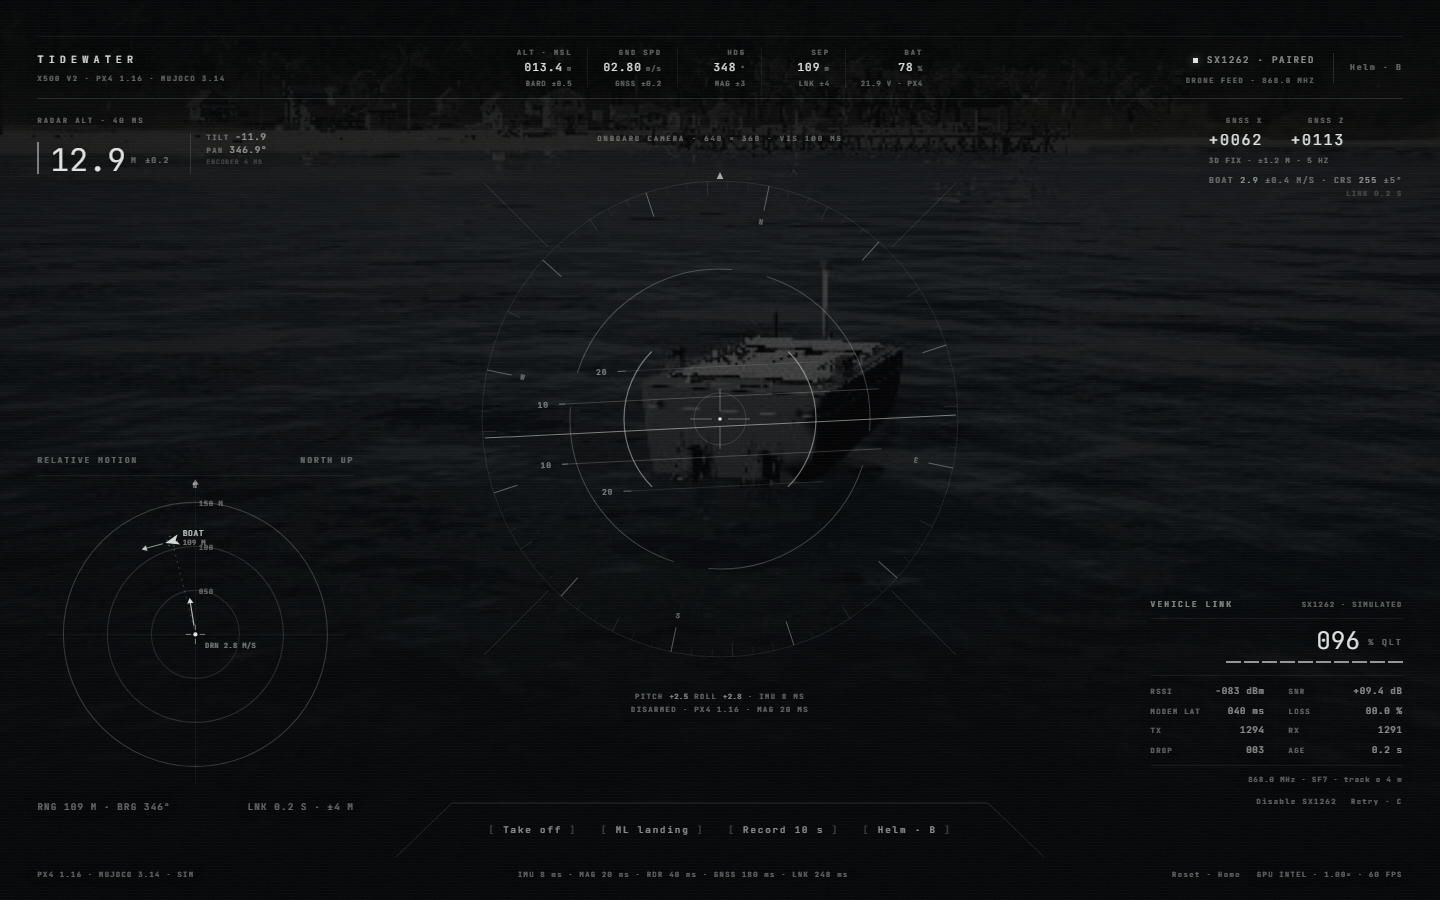 TIDEWATER
X500 V2 · PX4 1.16 · MUJOCO 3.14
ALT · MSL
013.4 m
BARO ±0.5
GND SPD
02.80 m/s
GNSS ±0.2
HDG
348 °
MAG ±3
SEP
109 m
LNK ±4
BAT
78 %
21.9 V · PX4
SX1262 · PAIRED
DRONE FEED · 868.0 MHZ
Helm · B
RADAR ALT · 40 MS
12.9 M ±0.2
TILT -11.9
PAN 346.9°
ENCODER 4 MS
ONBOARD CAMERA · 640 × 360 · VIS 100 MS
GNSS X
+0062
GNSS Z
+0113
3D FIX · ±1.2 M · 5 HZ
BOAT 2.9 ±0.4 M/S · CRS 255 ±5°
LINK 0.2 S
N
W
E
S
20
10
10
20
RELATIVE MOTION
NORTH UP
150 M
BOAT
109 M
100
050
DRN 2.8 M/S
RNG 109 M · BRG 346°
LNK 0.2 S · ±4 M
PITCH +2.5 ROLL +2.8 · IMU 8 MS
DISARMED · PX4 1.16 · MAG 20 MS
VEHICLE LINK
SX1262 · SIMULATED
096 % QLT
RSSI -083 dBm SNR +09.4 dB
MODEM LAT 040 ms LOSS 00.0 %
TX 1294 RX 1291
DROP 003 AGE 0.2 s
868.0 MHz · SF7 · track σ 4 m
Disable SX1262 Retry · C
[ Take off ] [ ML landing ] [ Record 10 s ] [ Helm · B ]
PX4 1.16 · MUJOCO 3.14 · SIM
IMU 8 ms · MAG 20 ms · RDR 40 ms · GNSS 180 ms · LNK 248 ms
Reset · Home GPU INTEL · 1.00× · 60 FPS